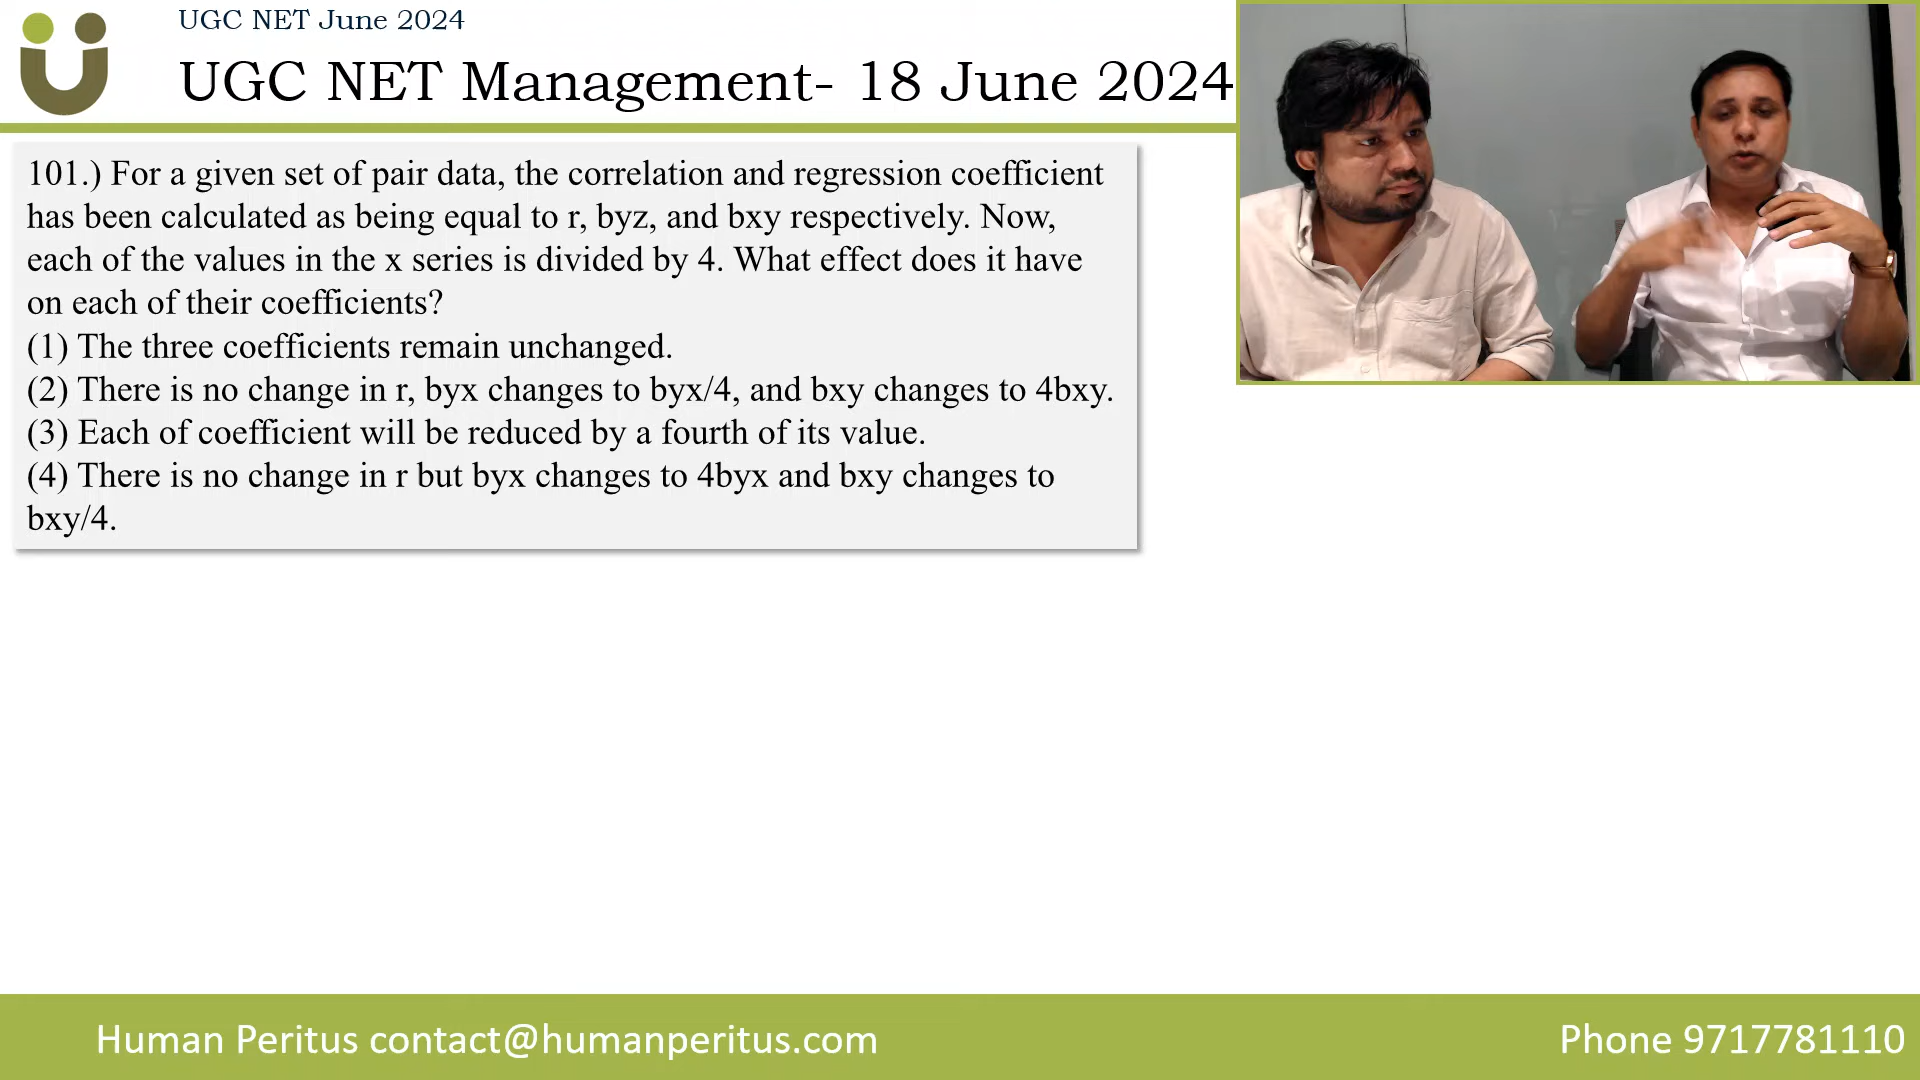 UGC NET June 2024
UGC NET Management- 18 June 2024
101.) For a given set of pair data, the correlation and regression coefficient
has been calculated as being equal to r, byz, and bxy respectively. Now,
each of the values in the x series is divided by 4. What effect does it have
on each of their coefficients?
(1) The three coefficients remain unchanged.
(2) There is no change in r, byx changes to byx/4, and bxy changes to 4bxy.
(3) Each of coefficient will be reduced by a fourth of its value.
(4) There is no change in r but byx changes to 4byx and bxy changes to
bxy/4.
Human Peritus contact@humanperitus.com
Phone 9717781110